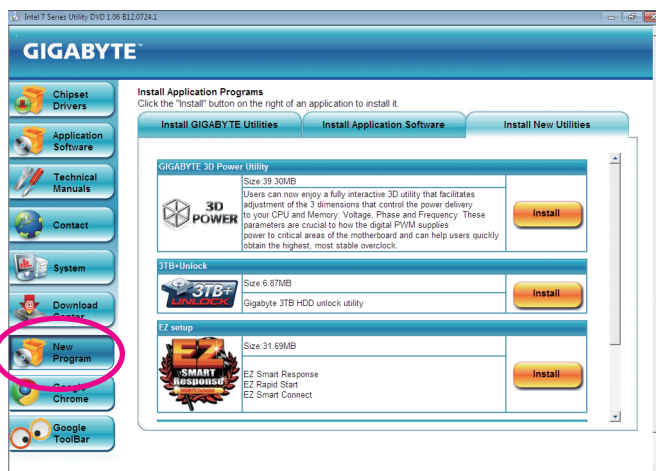 Intel 7 Series Utility DVD 1.06 B12.0724.1
GIGABYTE™
Chipset
Drivers
Application
Software
Technical
Manuals
Contact
System
Download
Center
New
Program
Google
Chrome
Google
ToolBar
Install Application Programs
Click the "Install" button on the right of an application to install it.
Install GIGABYTE Utilities
Install Application Software
Install New Utilities
GIGABYTE 3D Power Utility
3D
POWER
Size:39.30MB
Users can now enjoy a fully interactive 3D utility that facilitates
adjustment of the 3 dimensions that control the power delivery
to your CPU and Memory: Voltage, Phase and Frequency. These
parameters are crucial to how the digital PWM supplies
power to critical areas of the motherboard and can help users quickly
obtain the highest, most stable overclock.
Install
3TB+Unlock
3TB+
UNLOCK
Size:6.87MB
Gigabyte 3TB HDD unlock utility
Install
EZ setup
EZ
SMART
Response
Size:31.69MB
EZ Smart Response
EZ Rapid Start
EZ Smart Connect
Install